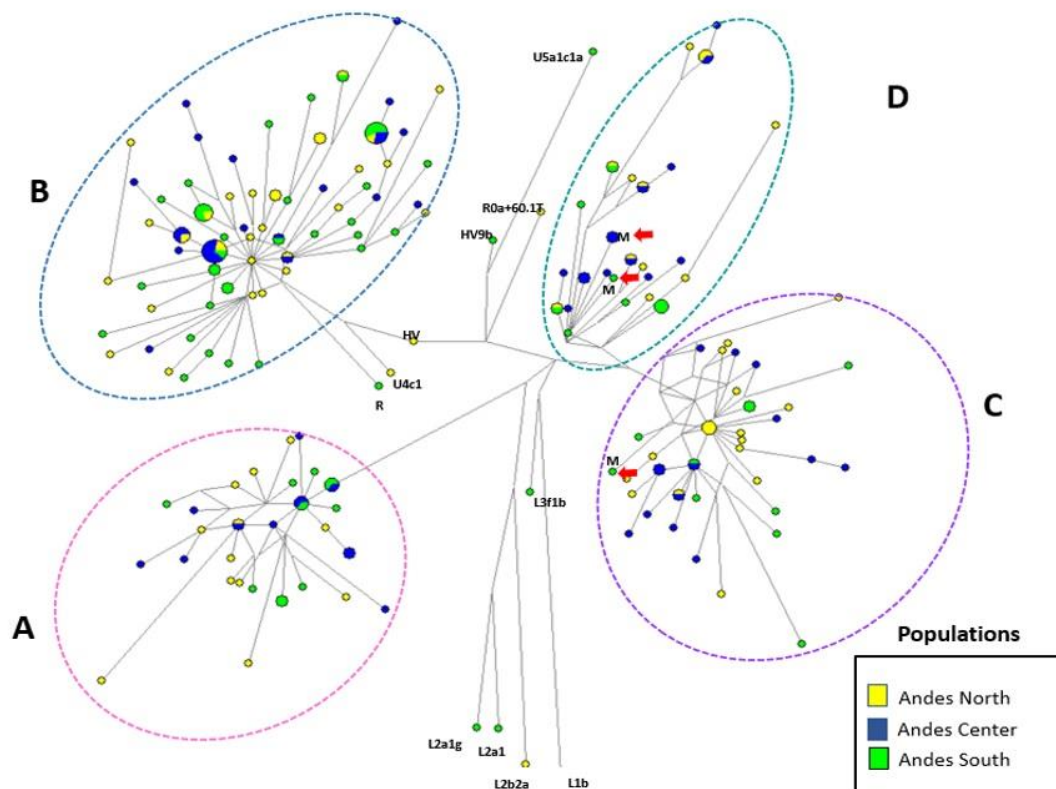 U5a1c1a
D
B
R0a+60.1T
HV9b
M
M
HV
U4c1
R
C
M
L3f1b
A
Populations
Andes North
Andes Center
Andes South
L2a1g
L2a1
L2b2a
L1b